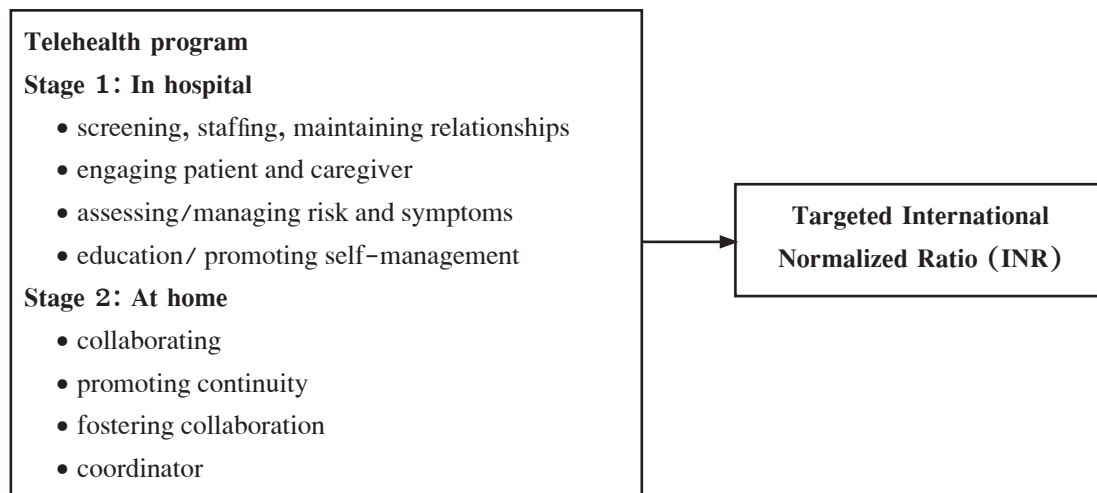 Telehealth program
Stage 1: In hospital
• screening, staffing, maintaining relationships
• engaging patient and caregiver
• assessing/managing risk and symptoms
• education/ promoting self-management
Stage 2: At home
• collaborating
• promoting continuity
• fostering collaboration
• coordinator
Targeted International
Normalized Ratio (INR)